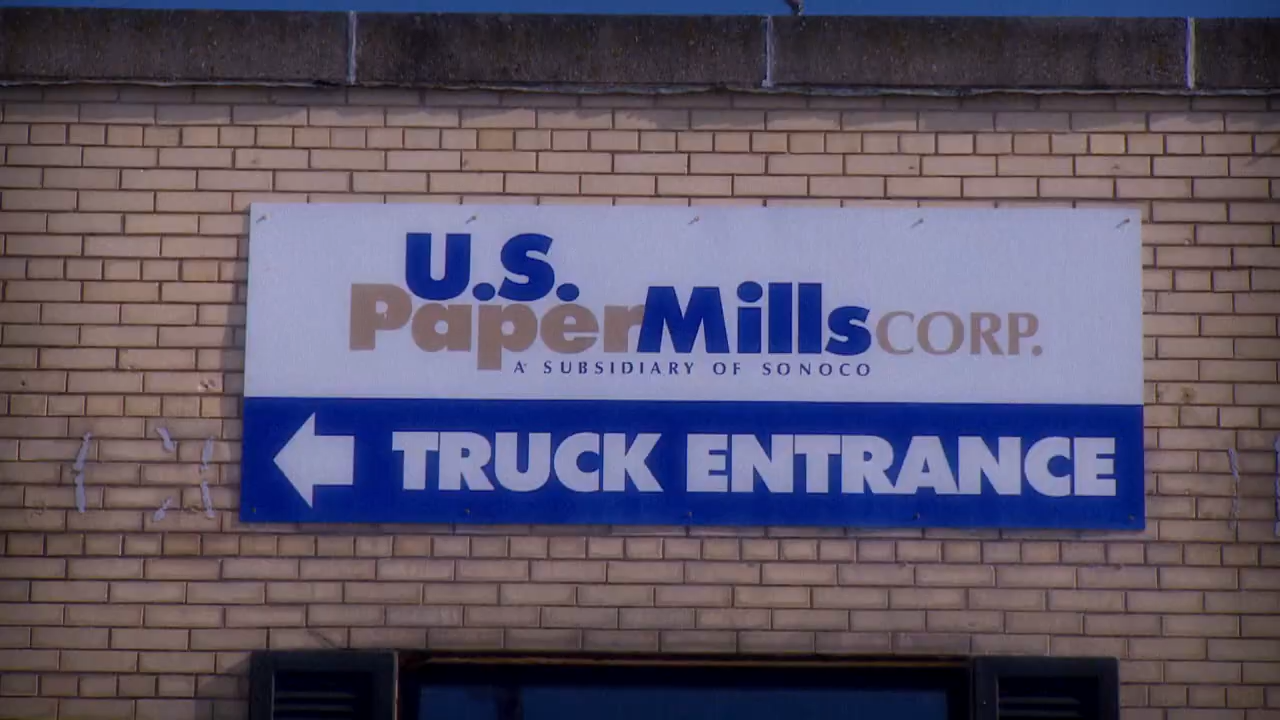 U.S.
PaperMills CORP.
A SUBSIDIARY OF SONOCO
TRUCK ENTRANCE